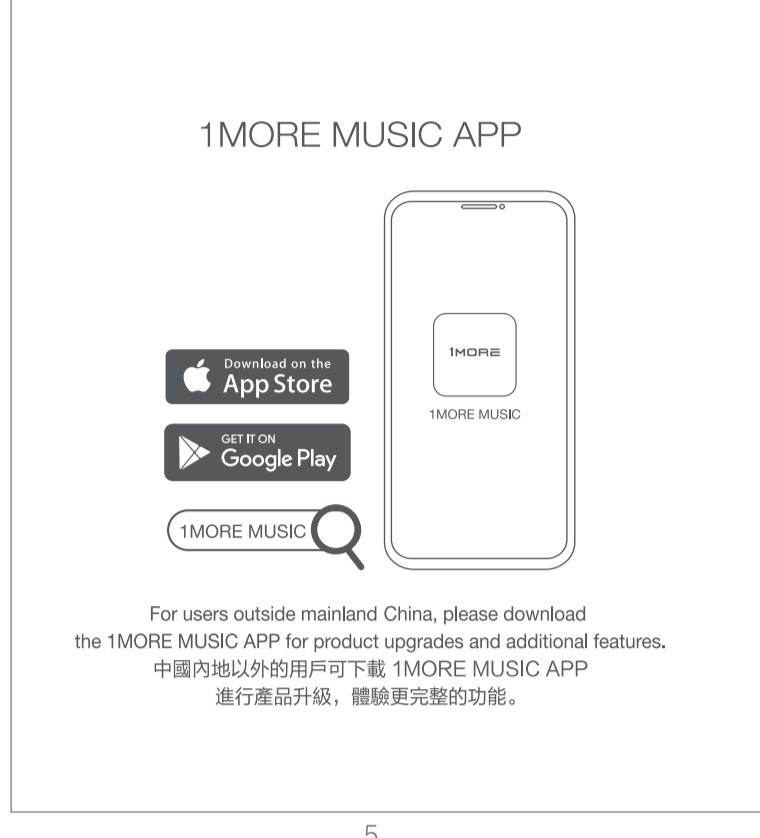 1MORE MUSIC APP
1MORE
1MORE MUSIC
Download on the
App Store
GET IT ON
Google Play
1MORE MUSIC
For users outside mainland China, please download
the 1MORE MUSIC APP for product upgrades and additional features.
中國內地以外的用戶可下載 1MORE MUSIC APP
進行產品升級，體驗更完整的功能。
5